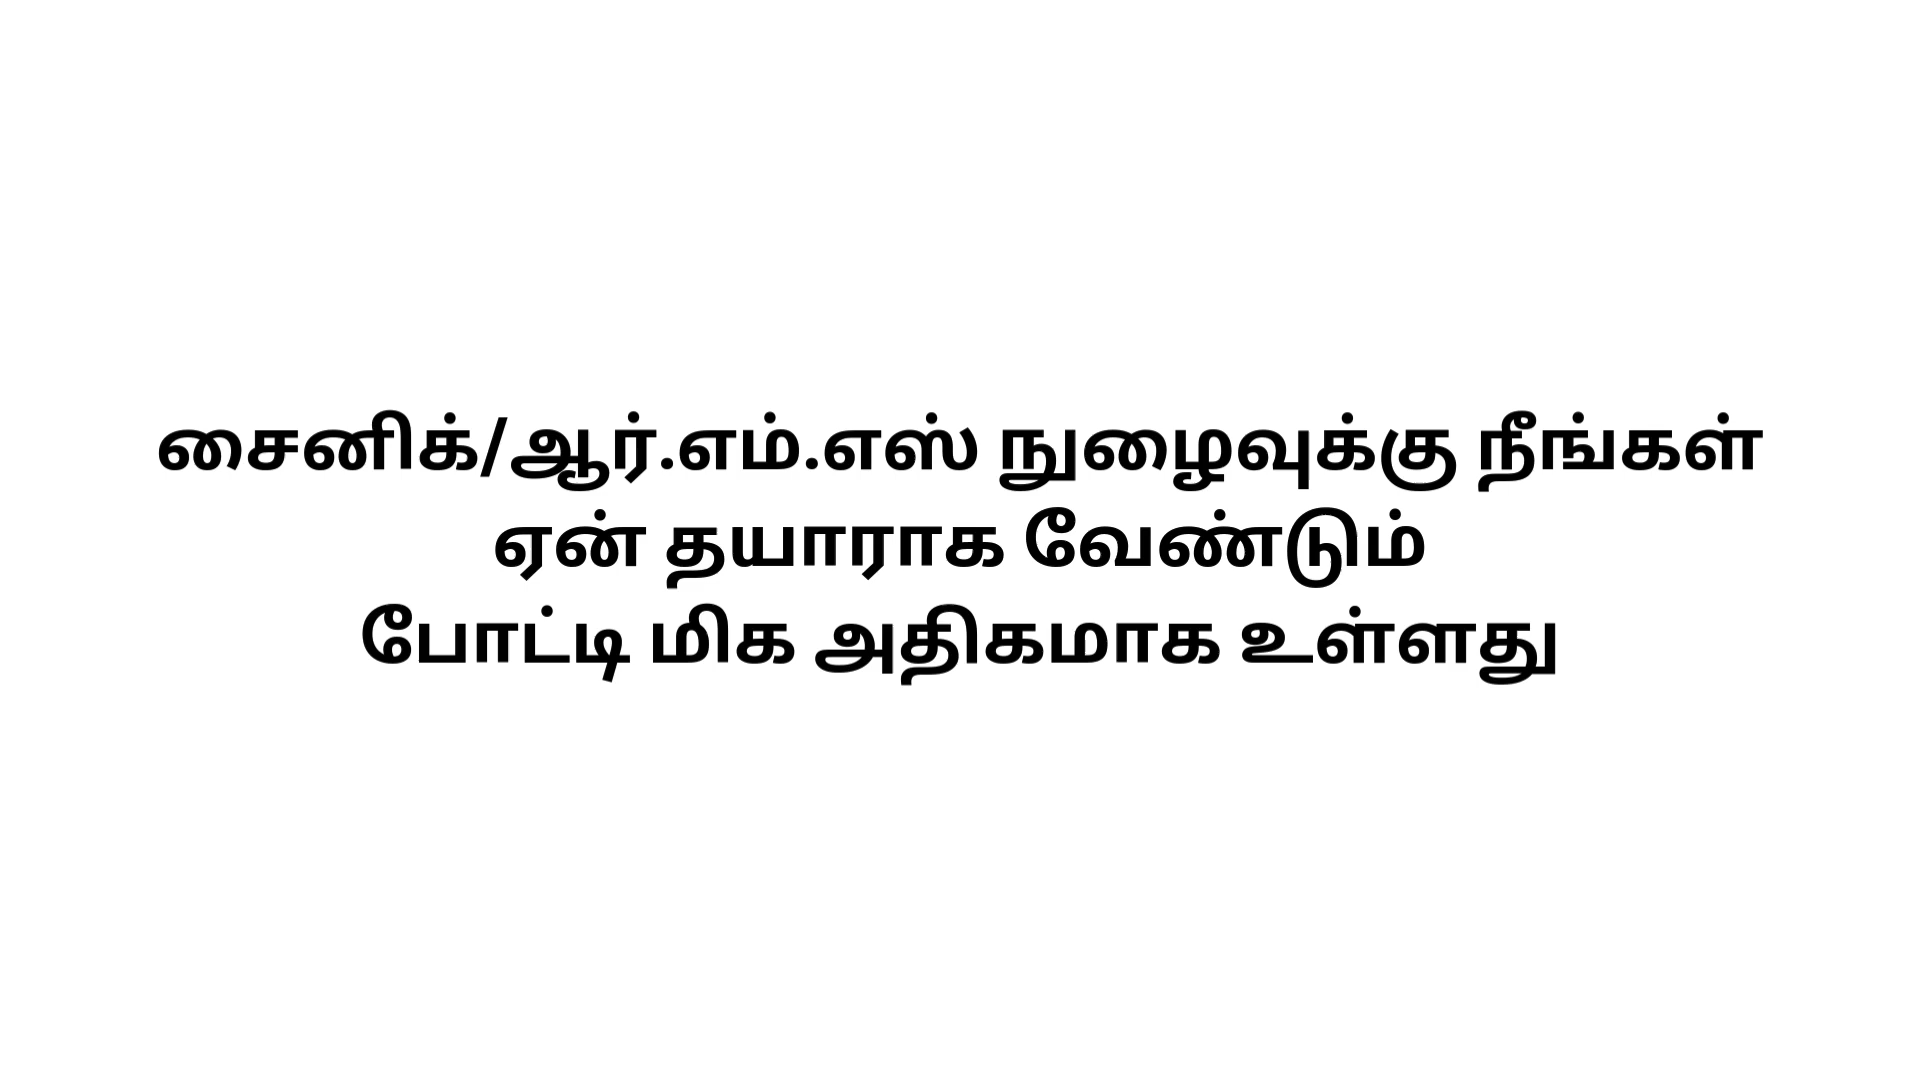 சைனிக்/ஆர்.எம்.எஸ் நுழைவுக்கு நீங்கள்
ஏன் தயாராக வேண்டும்
போட்டி மிக அதிகமாக உள்ளது